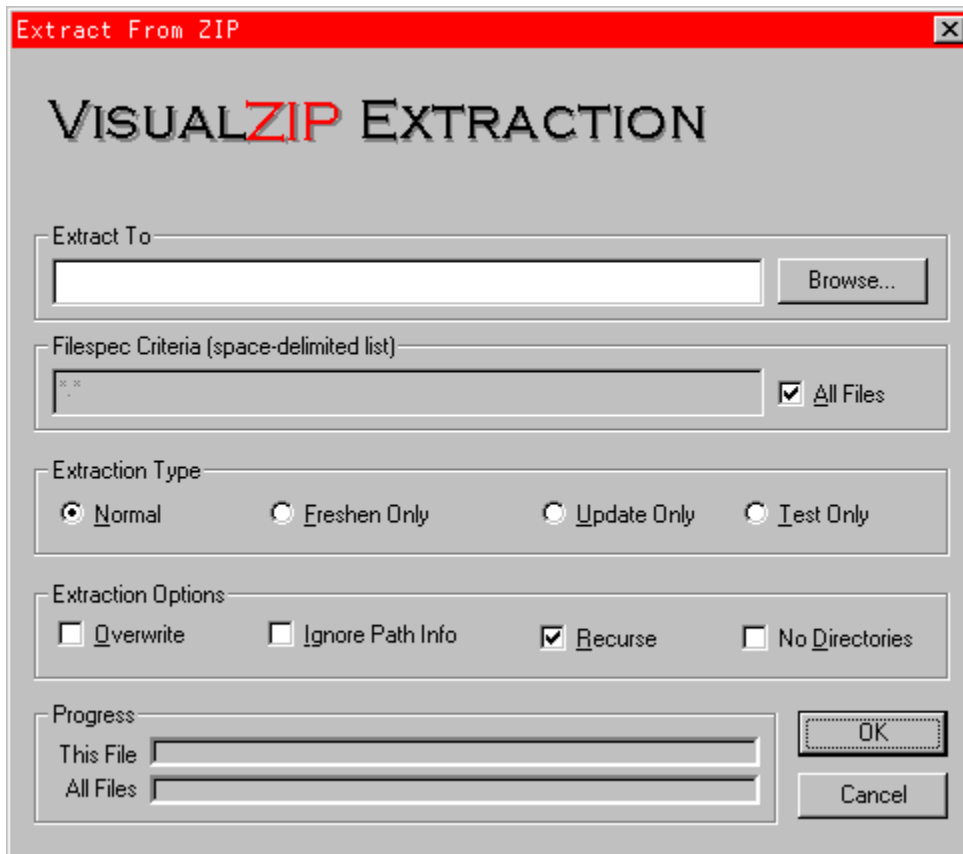 Extract From ZIP
VISUALZIP EXTRACTION
Extract To
Browse...
Filespec Criteria (space-delimited list)
*.*
All Files
Extraction Type
Normal
Freshen Only
Update Only
Test Only
Extraction Options
Overwrite
Ignore Path Info
Recurse
No Directories
Progress
This File
All Files
OK
Cancel